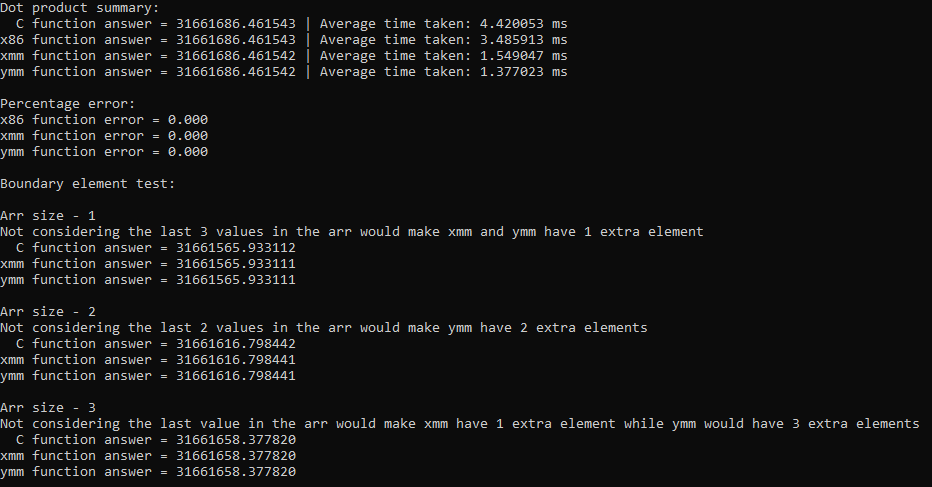 Dot product summary:
C function answer = 31661686.461543 | Average time taken: 4.420053 ms
x86 function answer = 31661686.461543 | Average time taken: 3.485913 ms
xmm function answer = 31661686.461542 | Average time taken: 1.549047 ms
ymm function answer = 31661686.461542 | Average time taken: 1.377023 ms
Percentage error:
x86 function error = 0.000
xmm function error = 0.000
ymm function error = 0.000
Boundary element test:
Arr size - 1
Not considering the last 3 values in the arr would make xmm and ymm have 1 extra element
C function answer = 31661565.933112
xmm function answer = 31661565.933111
ymm function answer = 31661565.933111
Arr size - 2
Not considering the last 2 values in the arr would make ymm have 2 extra elements
C function answer = 31661616.798442
xmm function answer = 31661616.798441
ymm function answer = 31661616.798441
Arr size - 3
Not considering the last value in the arr would make xmm have 1 extra element while ymm would have 3 extra elements
C function answer = 31661658.377820
xmm function answer = 31661658.377820
ymm function answer = 31661658.377820